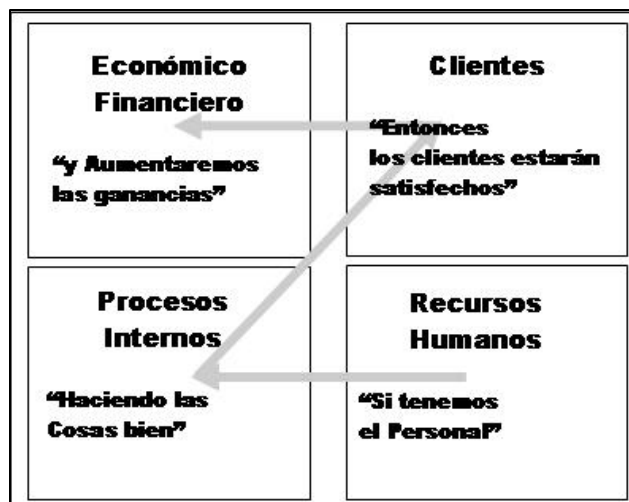 Económico
Financiero
“y Aumentaremos
las ganancias”
Clientes
“Entonces
los clientes estarán
satisfechos”
Procesos
Internos
“Haciendo las
Cosas bien”
Recursos
Humanos
“Si tenemos
el Personal”